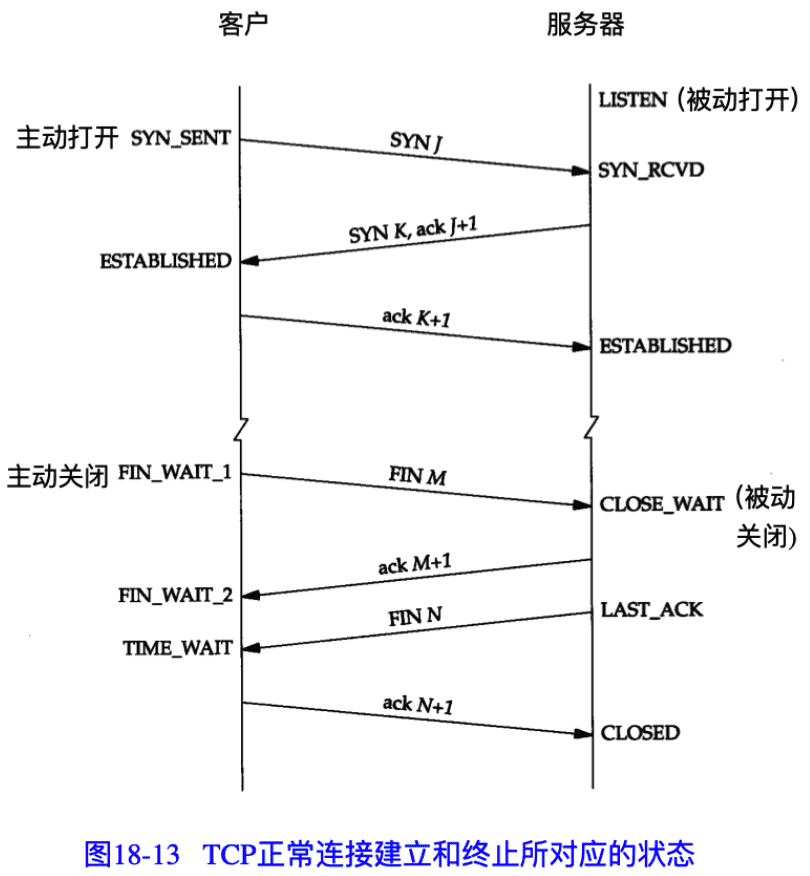 客户 服务器
LISTEN (被动打开)
主动打开 SYN_SENT
SYN J
SYN_RCVD
SYN K, ack J+1
ESTABLISHED
ack K+1
ESTABLISHED
主动关闭 FIN_WAIT_1
FIN M
CLOSE_WAIT (被动
关闭)
ack M+1
FIN_WAIT_2
FIN N
LAST_ACK
TIME_WAIT
ack N+1
CLOSED
图18-13 TCP正常连接建立和终止所对应的状态